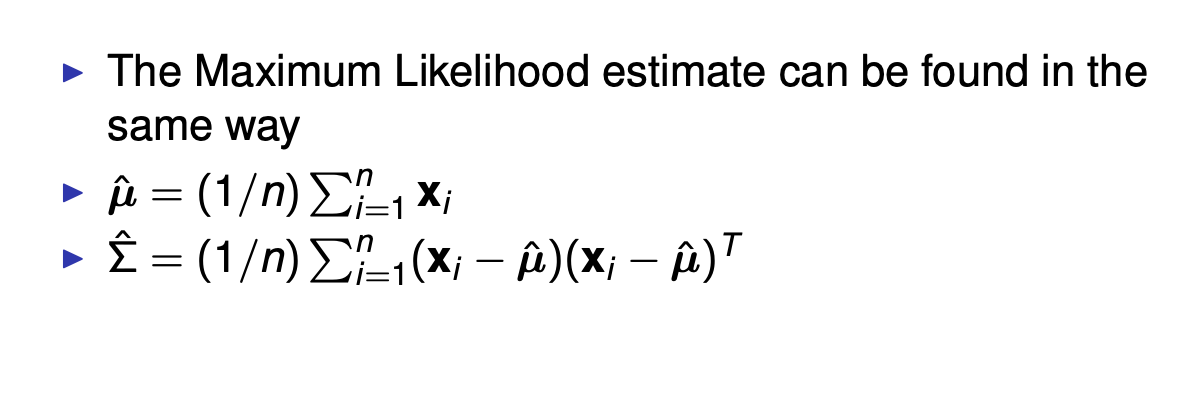 ▶ The Maximum Likelihood estimate can be found in the
same way
▶ μ̂ = (1/n) ∑ⁿᵢ₌₁ xᵢ
▶ Σ̂ = (1/n) ∑ⁿᵢ₌₁(xᵢ − μ̂)(xᵢ − μ̂)ᵀ